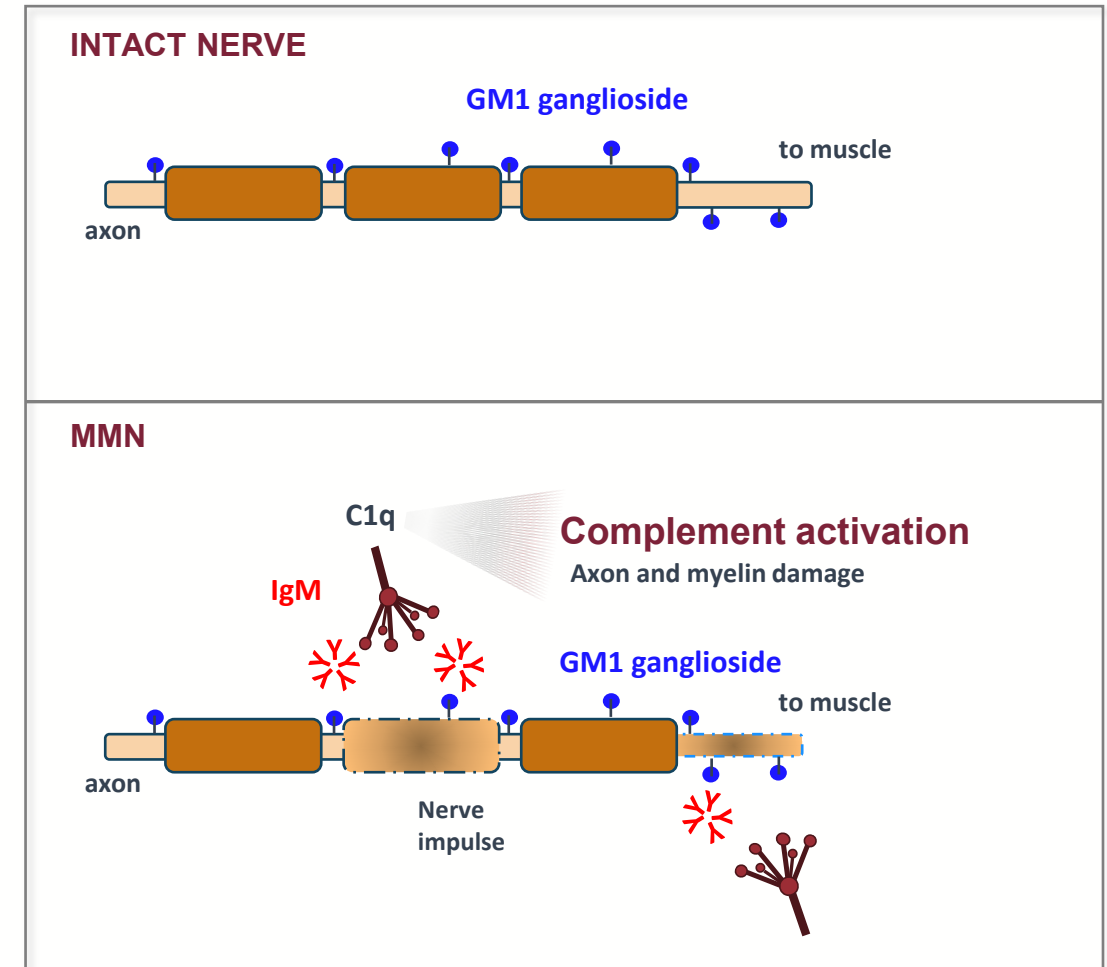 INTACT NERVE
GM1 ganglioside
to muscle
axon
MMN
C1q
Complement activation
Axon and myelin damage
IgM
GM1 ganglioside
to muscle
axon
Nerve
impulse